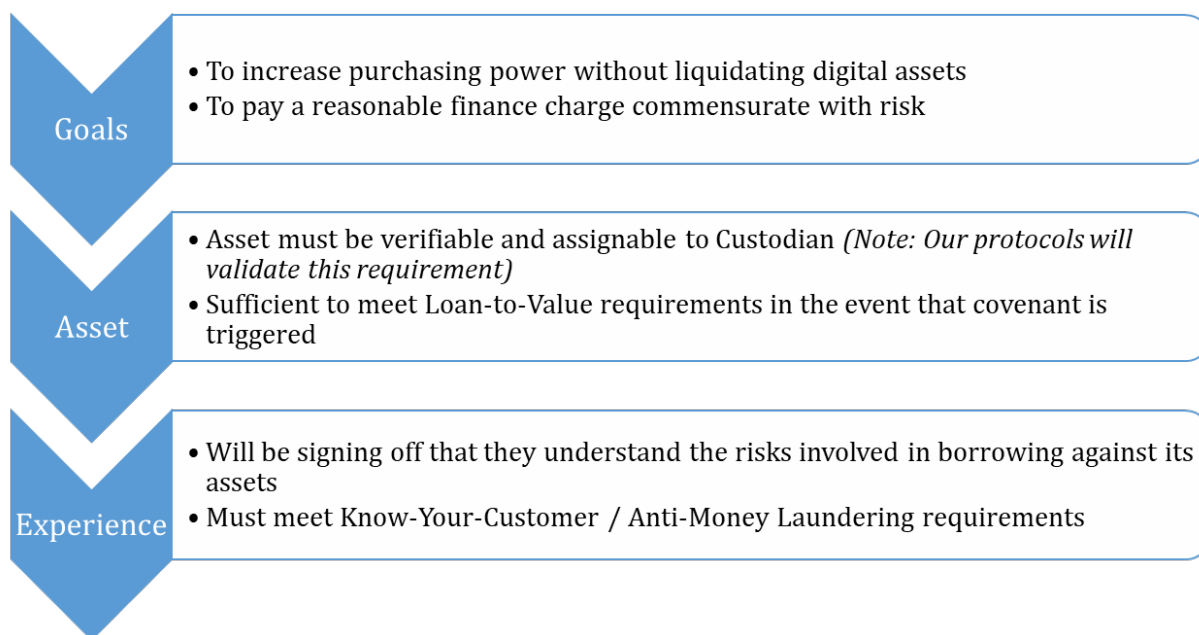 Goals
• To increase purchasing power without liquidating digital assets
• To pay a reasonable finance charge commensurate with risk
Asset
• Asset must be verifiable and assignable to Custodian (Note: Our protocols will
validate this requirement)
• Sufficient to meet Loan-to-Value requirements in the event that covenant is
triggered
Experience
• Will be signing off that they understand the risks involved in borrowing against its
assets
• Must meet Know-Your-Customer / Anti-Money Laundering requirements